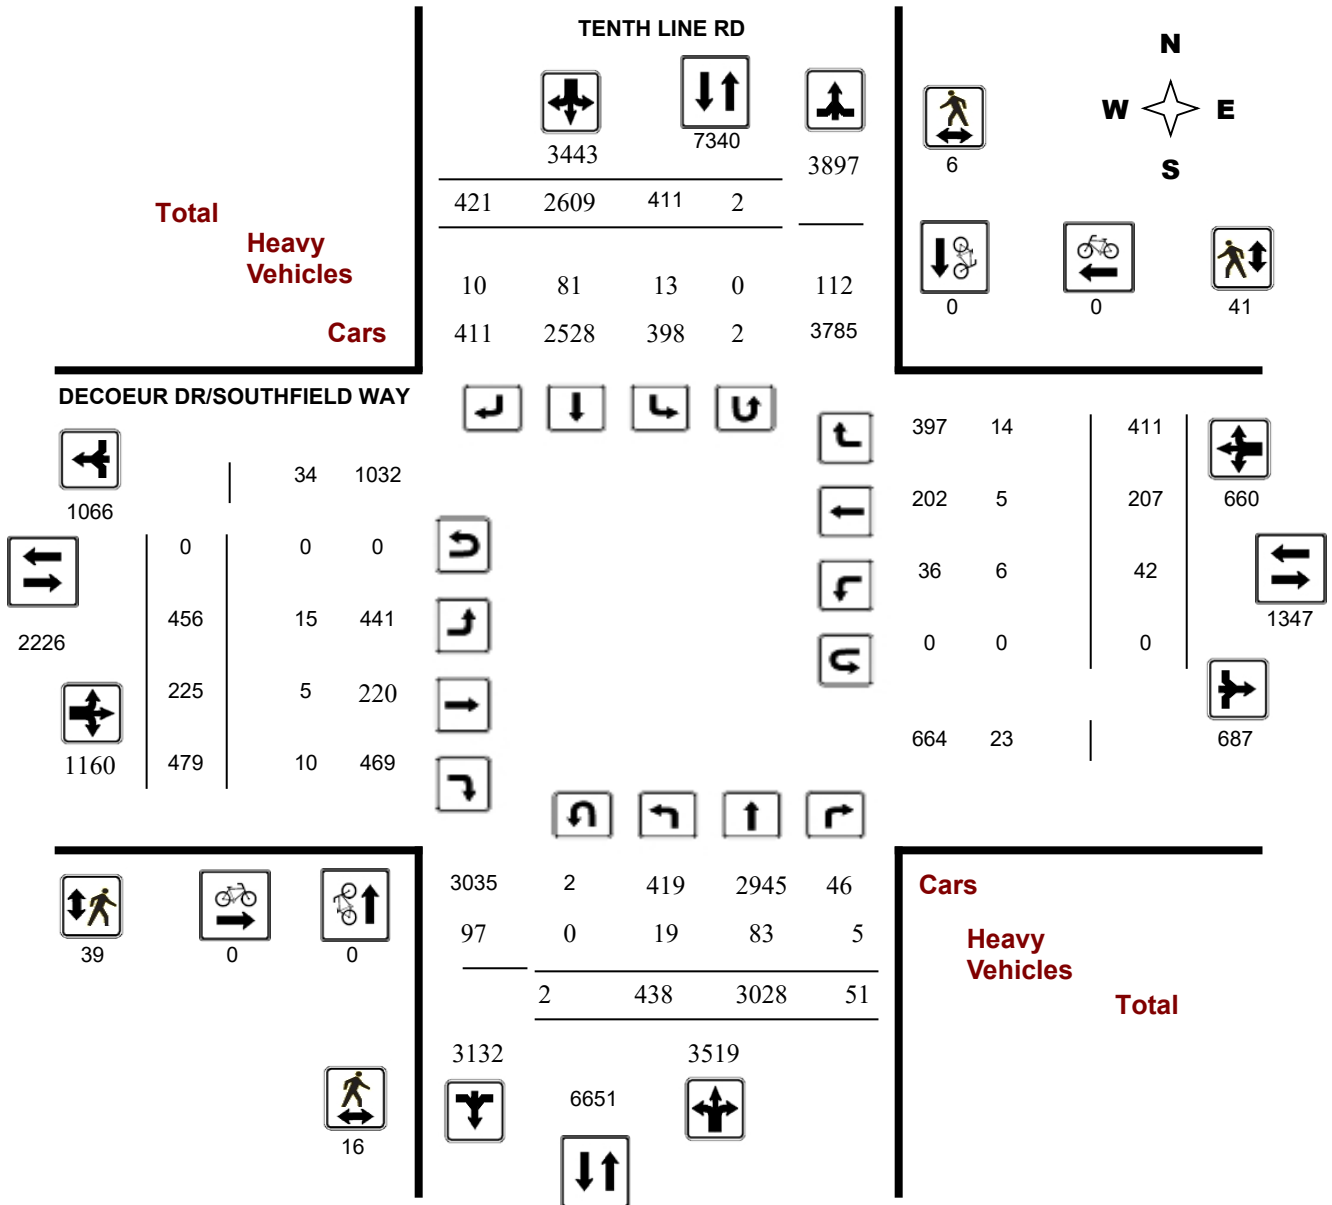 TENTH LINE RD
N
W E
S
3443 7340 3897 6
421 2609 411 2
Total
Heavy
Vehicles
10 81 13 0 112
0 0 41
Cars
411 2528 398 2 3785
DECOEUR DR/SOUTHFIELD WAY
397 14 411
34 1032
1066
202 5 207 660
0 0 0
36 6 42
456 15 441
1347
2226
0 0 0
225 5 220
664 23 687
1160 479 10 469
3035 2 419 2945 46
Cars
97 0 19 83 5
39 0 0
Heavy
Vehicles
2 438 3028 51
Total
3132 3519
6651
16